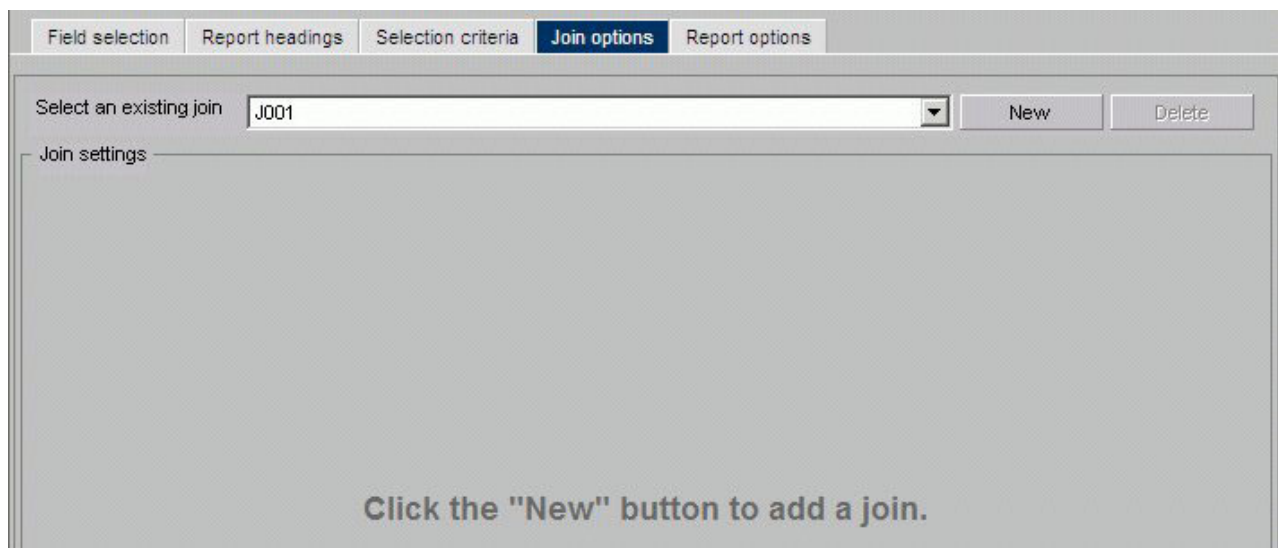 Field selection Report headings Selection criteria Join options Report options
Select an existing join J001 New Delete
Join settings
Click the "New" button to add a join.